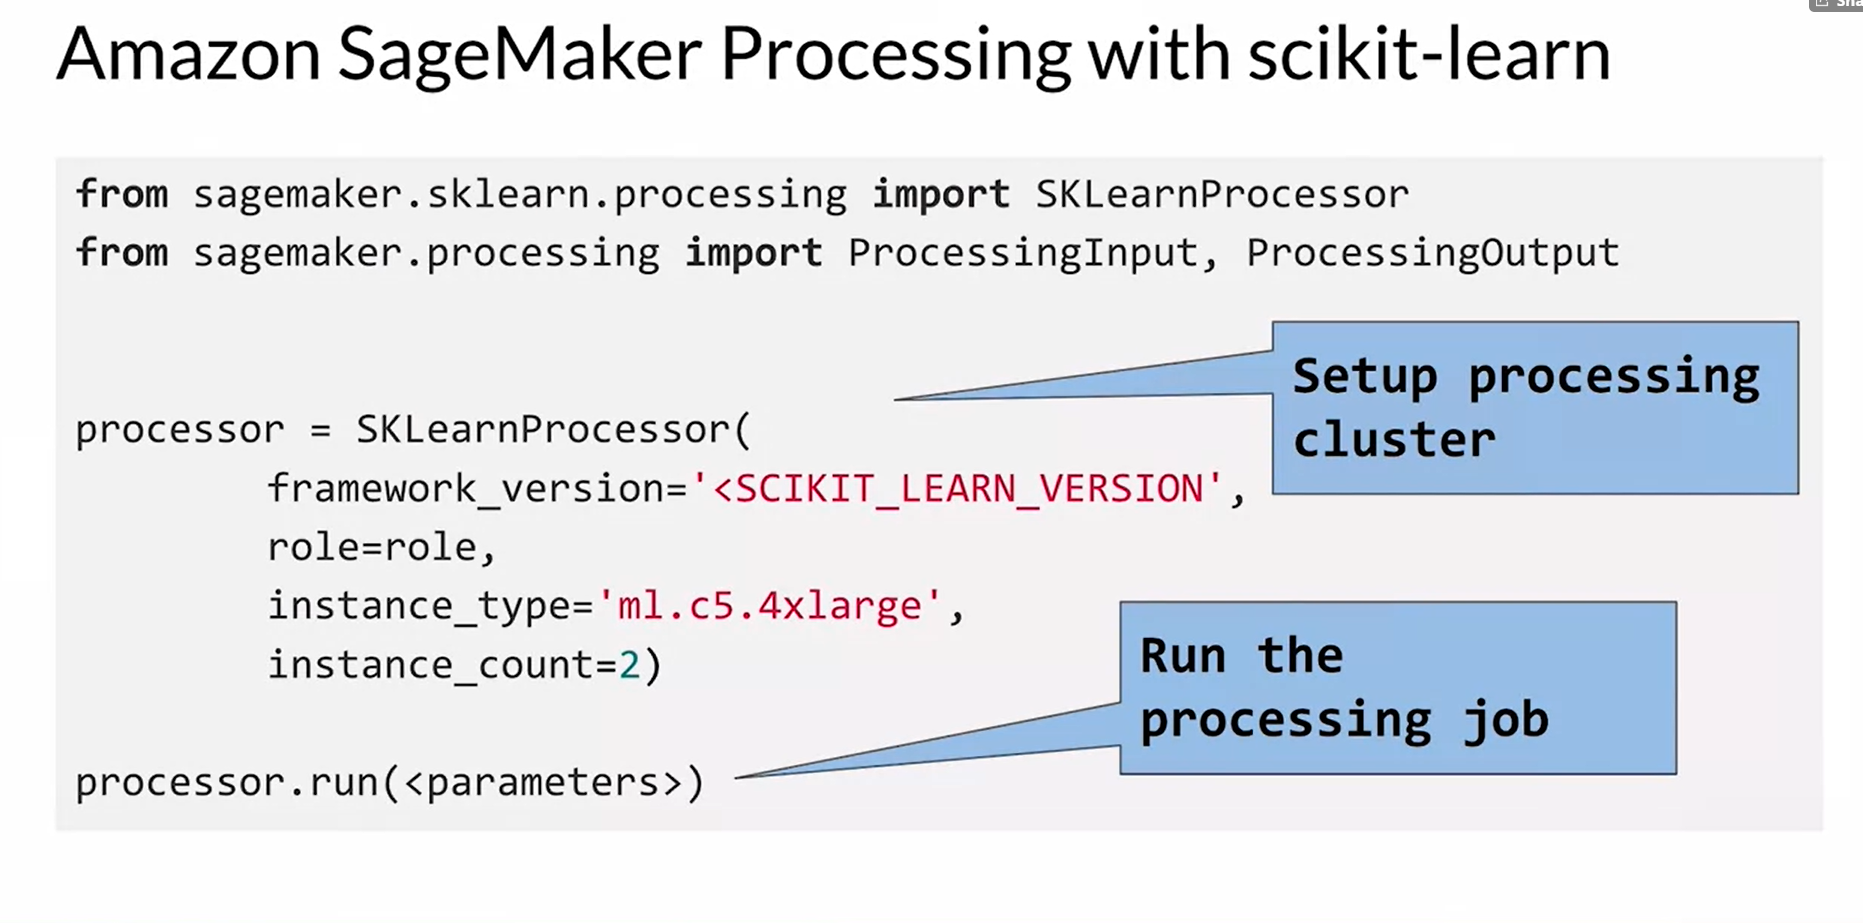 Amazon SageMaker Processing with scikit-learn
from sagemaker.sklearn.processing import SKLearnProcessor
from sagemaker.processing import ProcessingInput, ProcessingOutput
Setup processing
cluster
processor = SKLearnProcessor(
framework_version='<SCIKIT_LEARN_VERSION',
role=role,
instance_type='ml.c5.4xlarge',
instance_count=2)
Run the
processing job
processor.run(<parameters>)